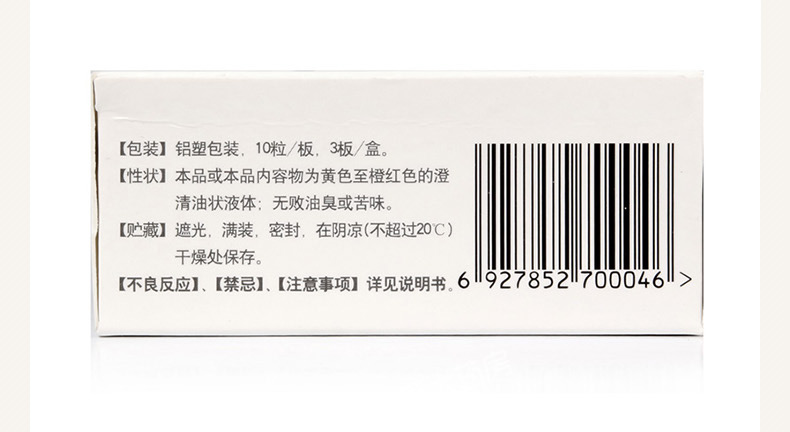 【包装】铝塑包装，10粒/板，3板/盒。
【性状】本品或本品内容物为黄色至橙红色的澄
清油状液体；无败油臭或苦味。
【贮藏】遮光，满装，密封，在阴凉(不超过20℃)
干燥处保存。
【不良反应】、【禁忌】、【注意事项】详见说明书。
6 927852 700046 >